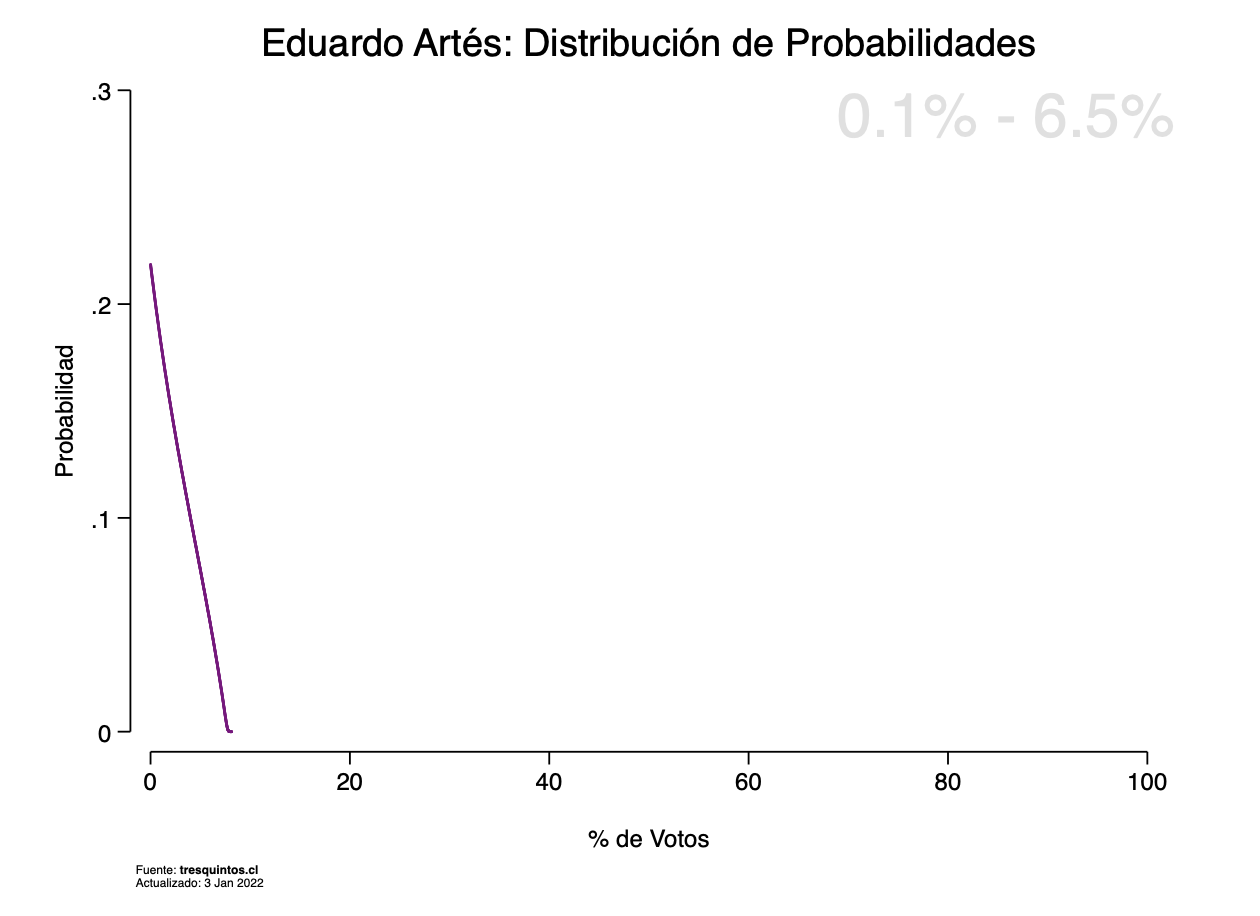 Eduardo Artés: Distribución de Probabilidades
0.1% - 6.5%
.3
.2
.1
0
Probabilidad
0 20 40 60 80 100
% de Votos
Fuente: tresquintos.cl
Actualizado: 3 Jan 2022